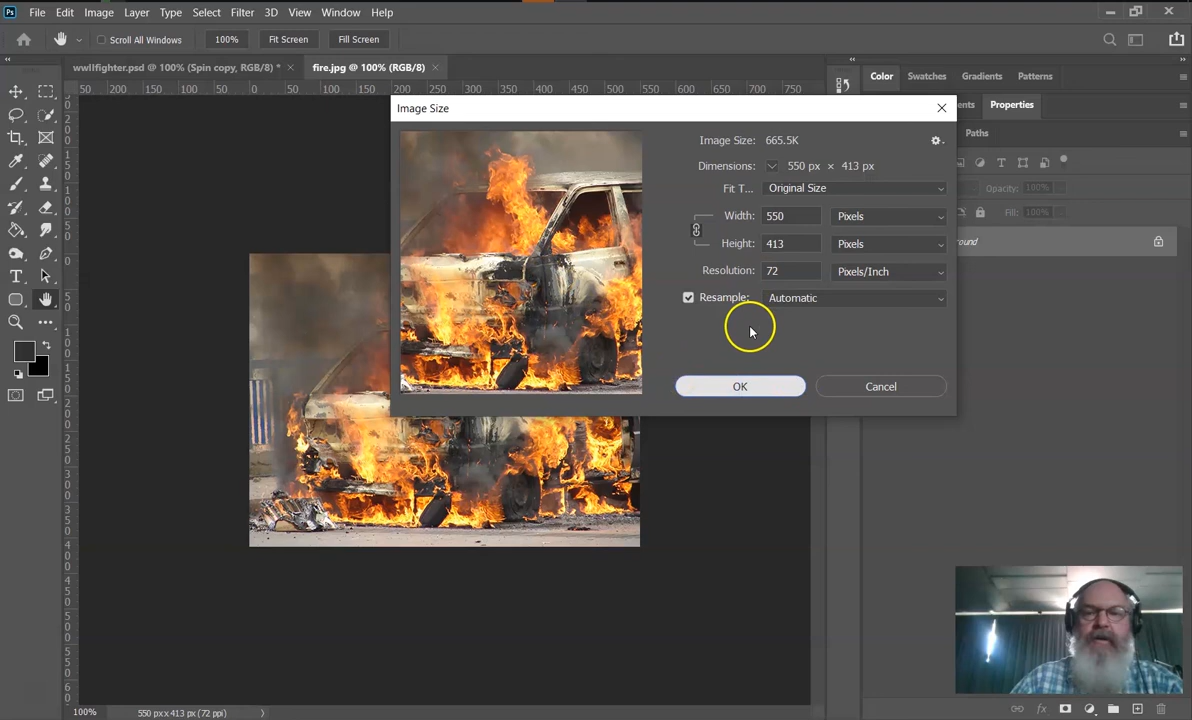 Ps File Edit Image Layer Type Select Filter 3D View Window Help
Scroll All Windows 100% Fit Screen Fill Screen
wwllfighter.psd @ 100% (Spin copy, RGB/8) * × fire.jpg @ 100% (RGB/8) ×
Color Swatches Gradients Patterns
50 200 150 100 50 0 50 100 150 200 250 300 350 400 450 500 550 600 650 700 750
Image Size
ents Properties
Paths
Image Size: 665.5K
Dimensions: 550 px × 413 px
Fit T... Original Size
Opacity: 100%
Width: 550 Pixels
Fill: 100%
Height: 413 Pixels
ound
Resolution: 72 Pixels/Inch
Resample: Automatic
OK Cancel
100% 550 px x 413 px (72 ppi)
fx